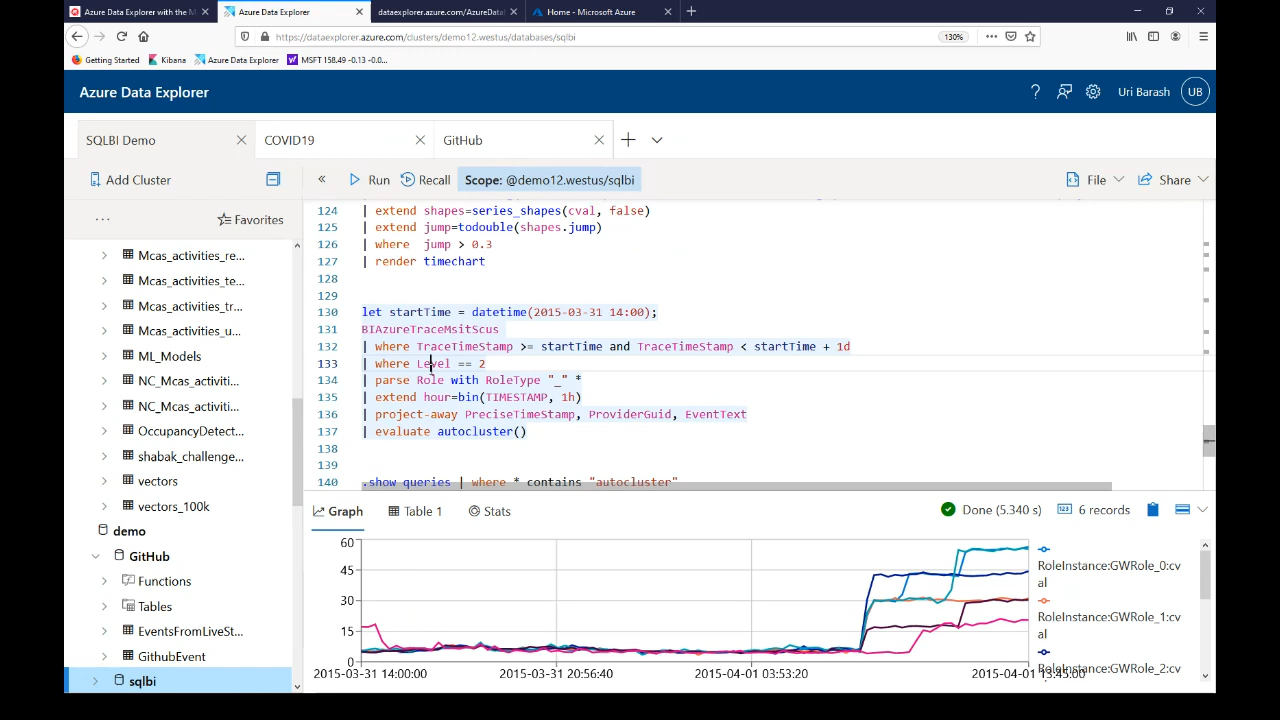 Azure Data Explorer with the M
Azure Data Explorer
dataexplorer.azure.com/AzureData
Home - Microsoft Azure
https://dataexplorer.azure.com/clusters/demo12.westus/databases/sqlbi
130%
Getting Started
Kibana
Azure Data Explorer
MSFT 158.49 -0.13 -0.0...
Azure Data Explorer
?
Uri Barash
UB
SQLBI Demo
COVID19
GitHub
Add Cluster
Run
Recall
Scope: @demo12.westus/sqlbi
File
Share
Favorites
Mcas_activities_re...
Mcas_activities_te...
Mcas_activities_tr...
Mcas_activities_u...
ML_Models
NC_Mcas_activiti...
NC_Mcas_activiti...
OccupancyDetect...
shabak_challenge...
vectors
vectors_100k
demo
GitHub
Functions
Tables
EventsFromLiveSt...
GithubEvent
sqlbi
124 | extend shapes=series_shapes(cval, false)
125 | extend jump=todouble(shapes.jump)
126 | where  jump > 0.3
127 | render timechart
128
129
130 let startTime = datetime(2015-03-31 14:00);
131 BIAzureTraceMsitScus
132 | where TraceTimeStamp >= startTime and TraceTimeStamp < startTime + 1d
133 | where Level == 2
134 | parse Role with RoleType "_" *
135 | extend hour=bin(TIMESTAMP, 1h)
136 | project-away PreciseTimeStamp, ProviderGuid, EventText
137 | evaluate autocluster()
138
139
140 .show queries | where * contains "autocluster"
Graph
Table 1
Stats
Done (5.340 s)
6 records
60
45
30
15
0
2015-03-31 14:00:00
2015-03-31 20:56:40
2015-04-01 03:53:20
2015-04-01 13:45:00
RoleInstance:GWRole_0:cv
al
RoleInstance:GWRole_1:cv
al
RoleInstance:GWRole_2:cv